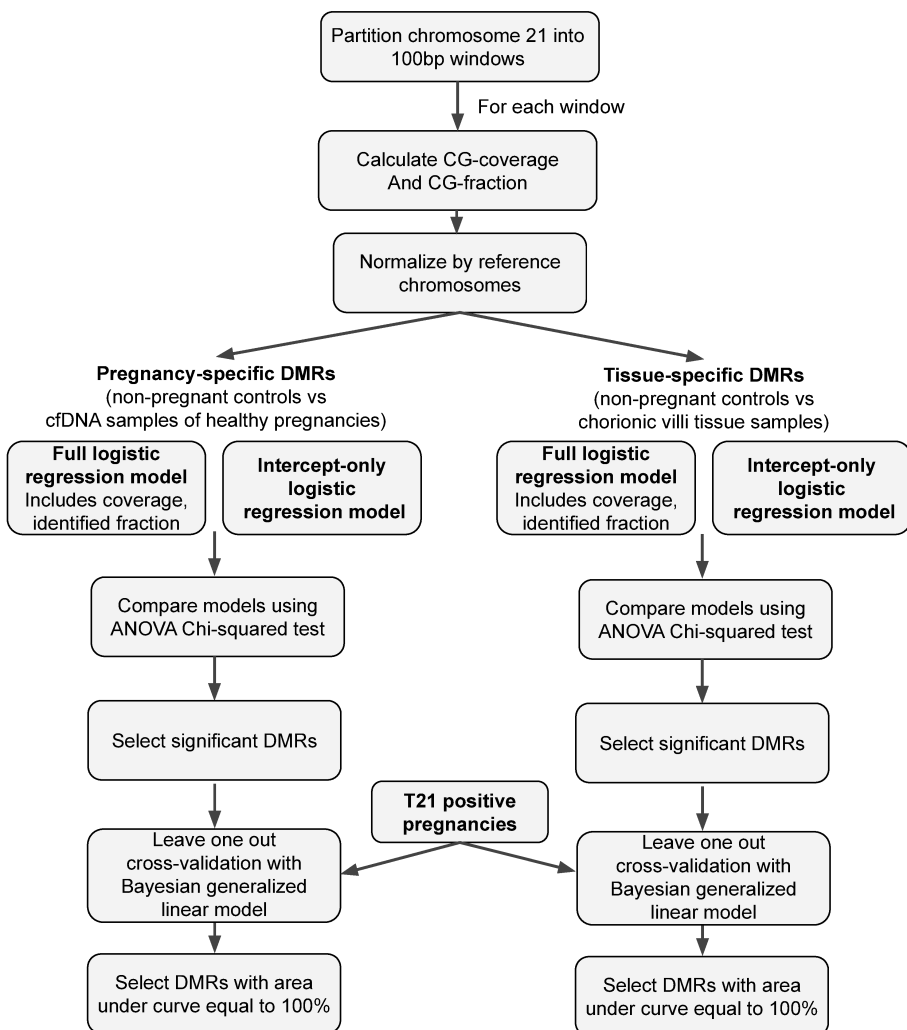 Partition chromosome 21 into
100bp windows
For each window
Calculate CG-coverage
And CG-fraction
Normalize by reference
chromosomes
Pregnancy-specific DMRs
(non-pregnant controls vs
cfDNA samples of healthy pregnancies)
Full logistic
regression model
Includes coverage,
identified fraction
Intercept-only
logistic
regression model
Compare models using
ANOVA Chi-squared test
Select significant DMRs
Leave one out
cross-validation with
Bayesian generalized
linear model
Select DMRs with area
under curve equal to 100%
T21 positive
pregnancies
Tissue-specific DMRs
(non-pregnant controls vs
chorionic villi tissue samples)
Full logistic
regression model
Includes coverage,
identified fraction
Intercept-only
logistic
regression model
Compare models using
ANOVA Chi-squared test
Select significant DMRs
Leave one out
cross-validation with
Bayesian generalized
linear model
Select DMRs with area
under curve equal to 100%